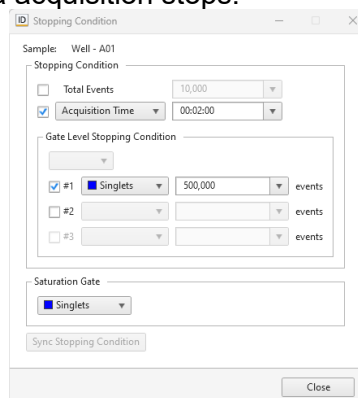 a acquisition stops.
ID Stopping Condition
Sample: Well - A01
Stopping Condition
Total Events 10,000
Acquisition Time 00:02:00
Gate Level Stopping Condition
#1 Singlets 500,000 events
#2 events
#3 events
Saturation Gate
Singlets
Sync Stopping Condition
Close